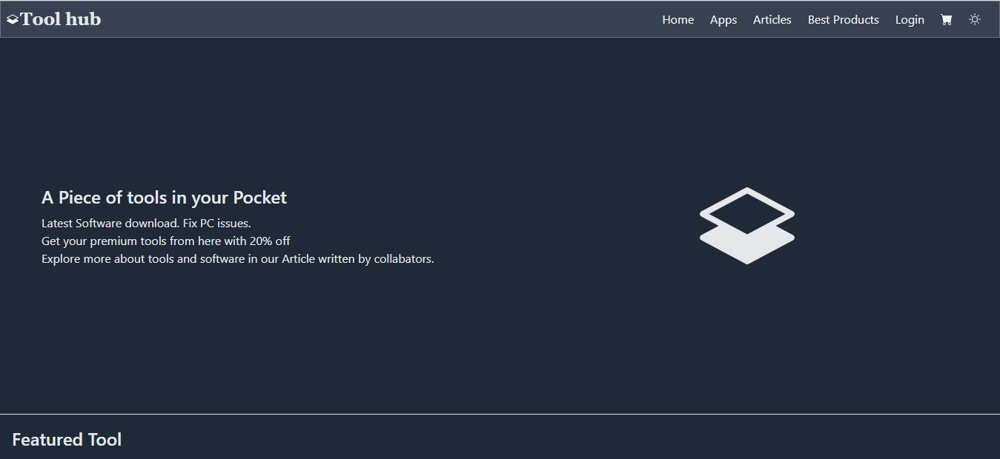 Tool hub
Home Apps Articles Best Products Login
A Piece of tools in your Pocket
Latest Software download. Fix PC issues.
Get your premium tools from here with 20% off
Explore more about tools and software in our Article written by collabators.
Featured Tool